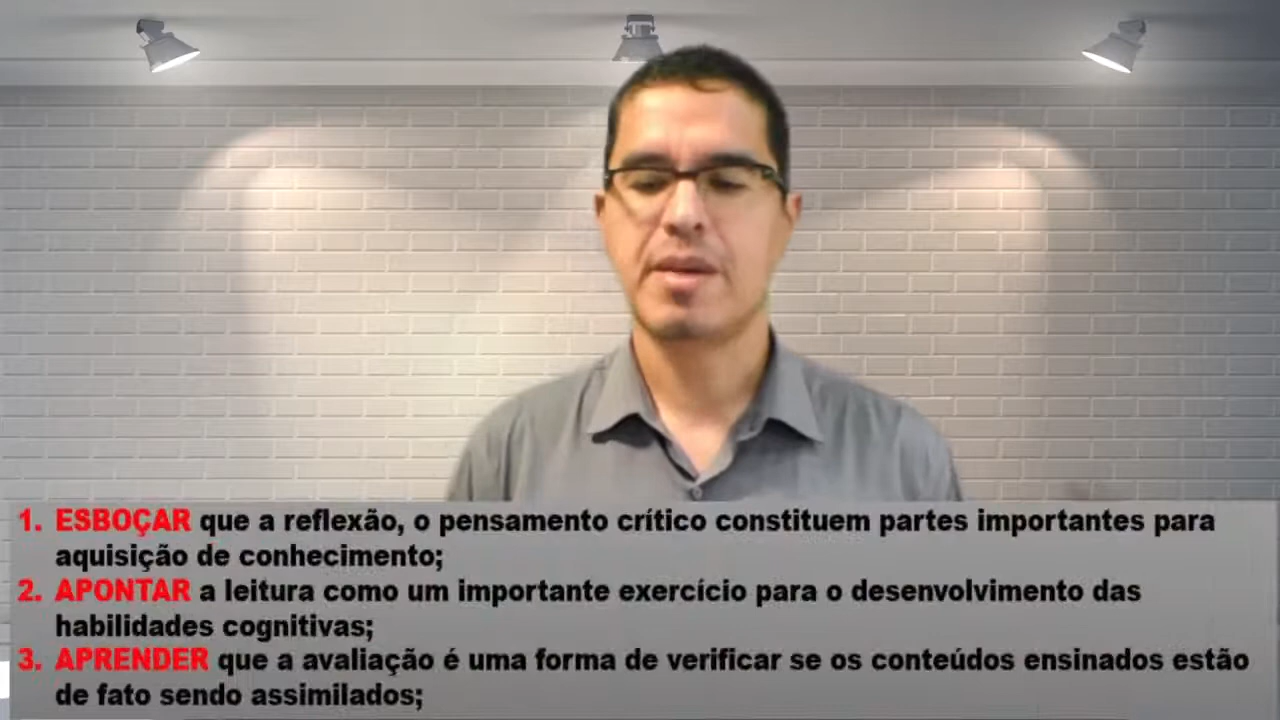 1. ESBOÇAR que a reflexão, o pensamento crítico constituem partes importantes para
aquisição de conhecimento;
2. APONTAR a leitura como um importante exercício para o desenvolvimento das
habilidades cognitivas;
3. APRENDER que a avaliação é uma forma de verificar se os conteúdos ensinados estão
de fato sendo assimilados;